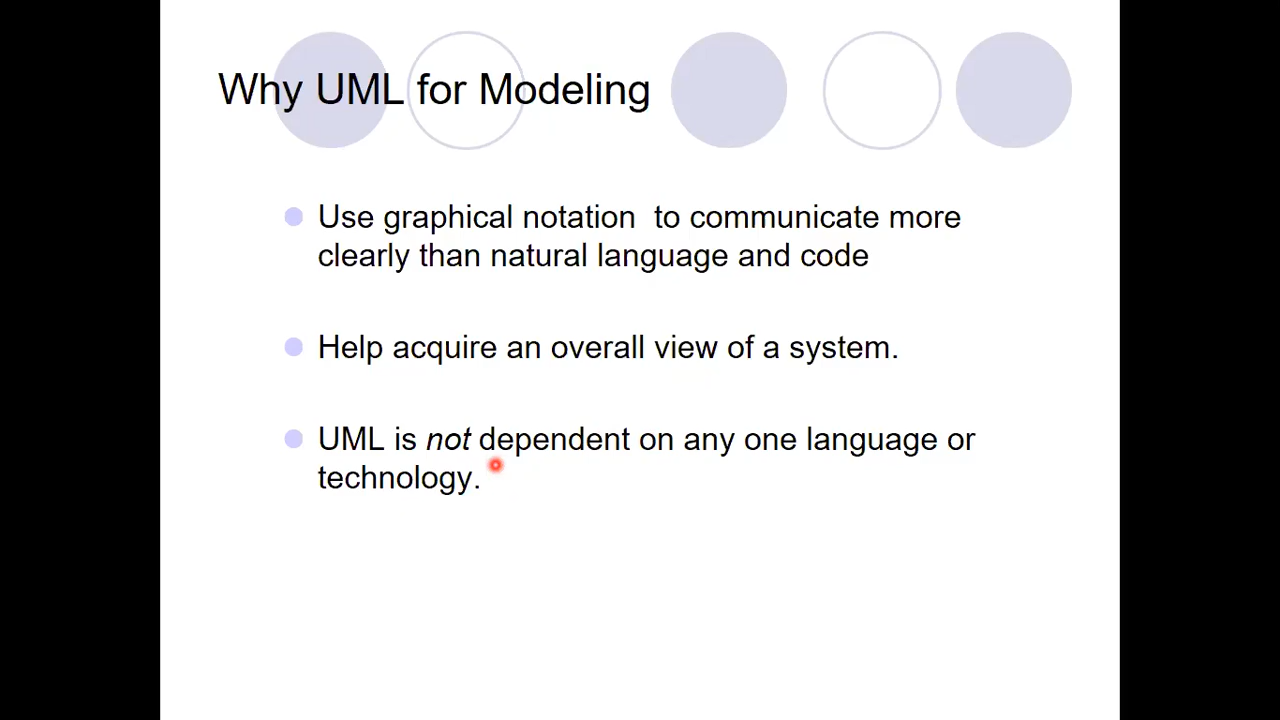 Why UML for Modeling
Use graphical notation  to communicate more
clearly than natural language and code
Help acquire an overall view of a system.
UML is not dependent on any one language or
technology.